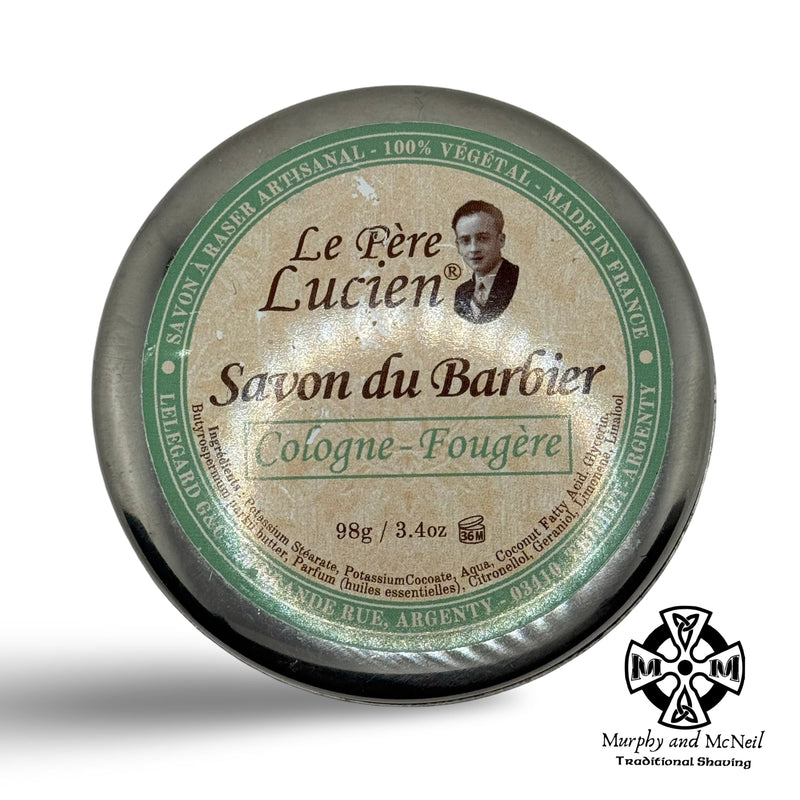 SAVON À RASER ARTISANAL - 100% VÉGÉTAL - MADE IN FRANCE
Le Père
Lucien®
Savon du Barbier
Cologne-Fougère
98g / 3.4oz 36M
Ingrédients : Potassium Stéarate, PotassiumCocoate, Aqua, Coconut Fatty Acid, Glycerin,
Butyrospermum butter, Parfum (huiles essentielles), Citronellol, Geraniol, Limonene, Linalool
LELEGARD G&C RUE, ARGENTY - 03410, ARGENTY
M M
Murphy and McNeil
Traditional Shaving